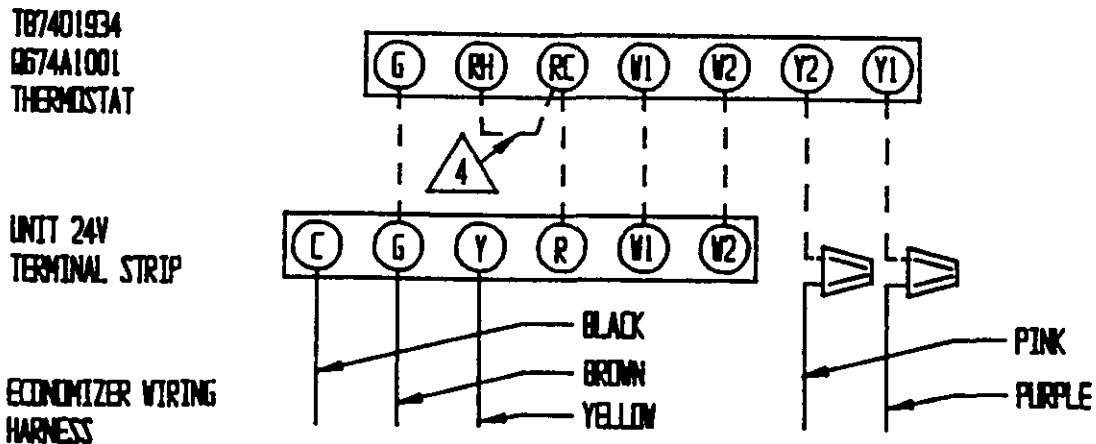 T87401934
Q674A1001
THERMOSTAT
G RH RC W1 W2 Y2 Y1
4
UNIT 24V
TERMINAL STRIP
C G Y R W1 W2
BLACK
BROWN
YELLOW
PINK
PURPLE
ECONOMIZER WIRING
HARNESS